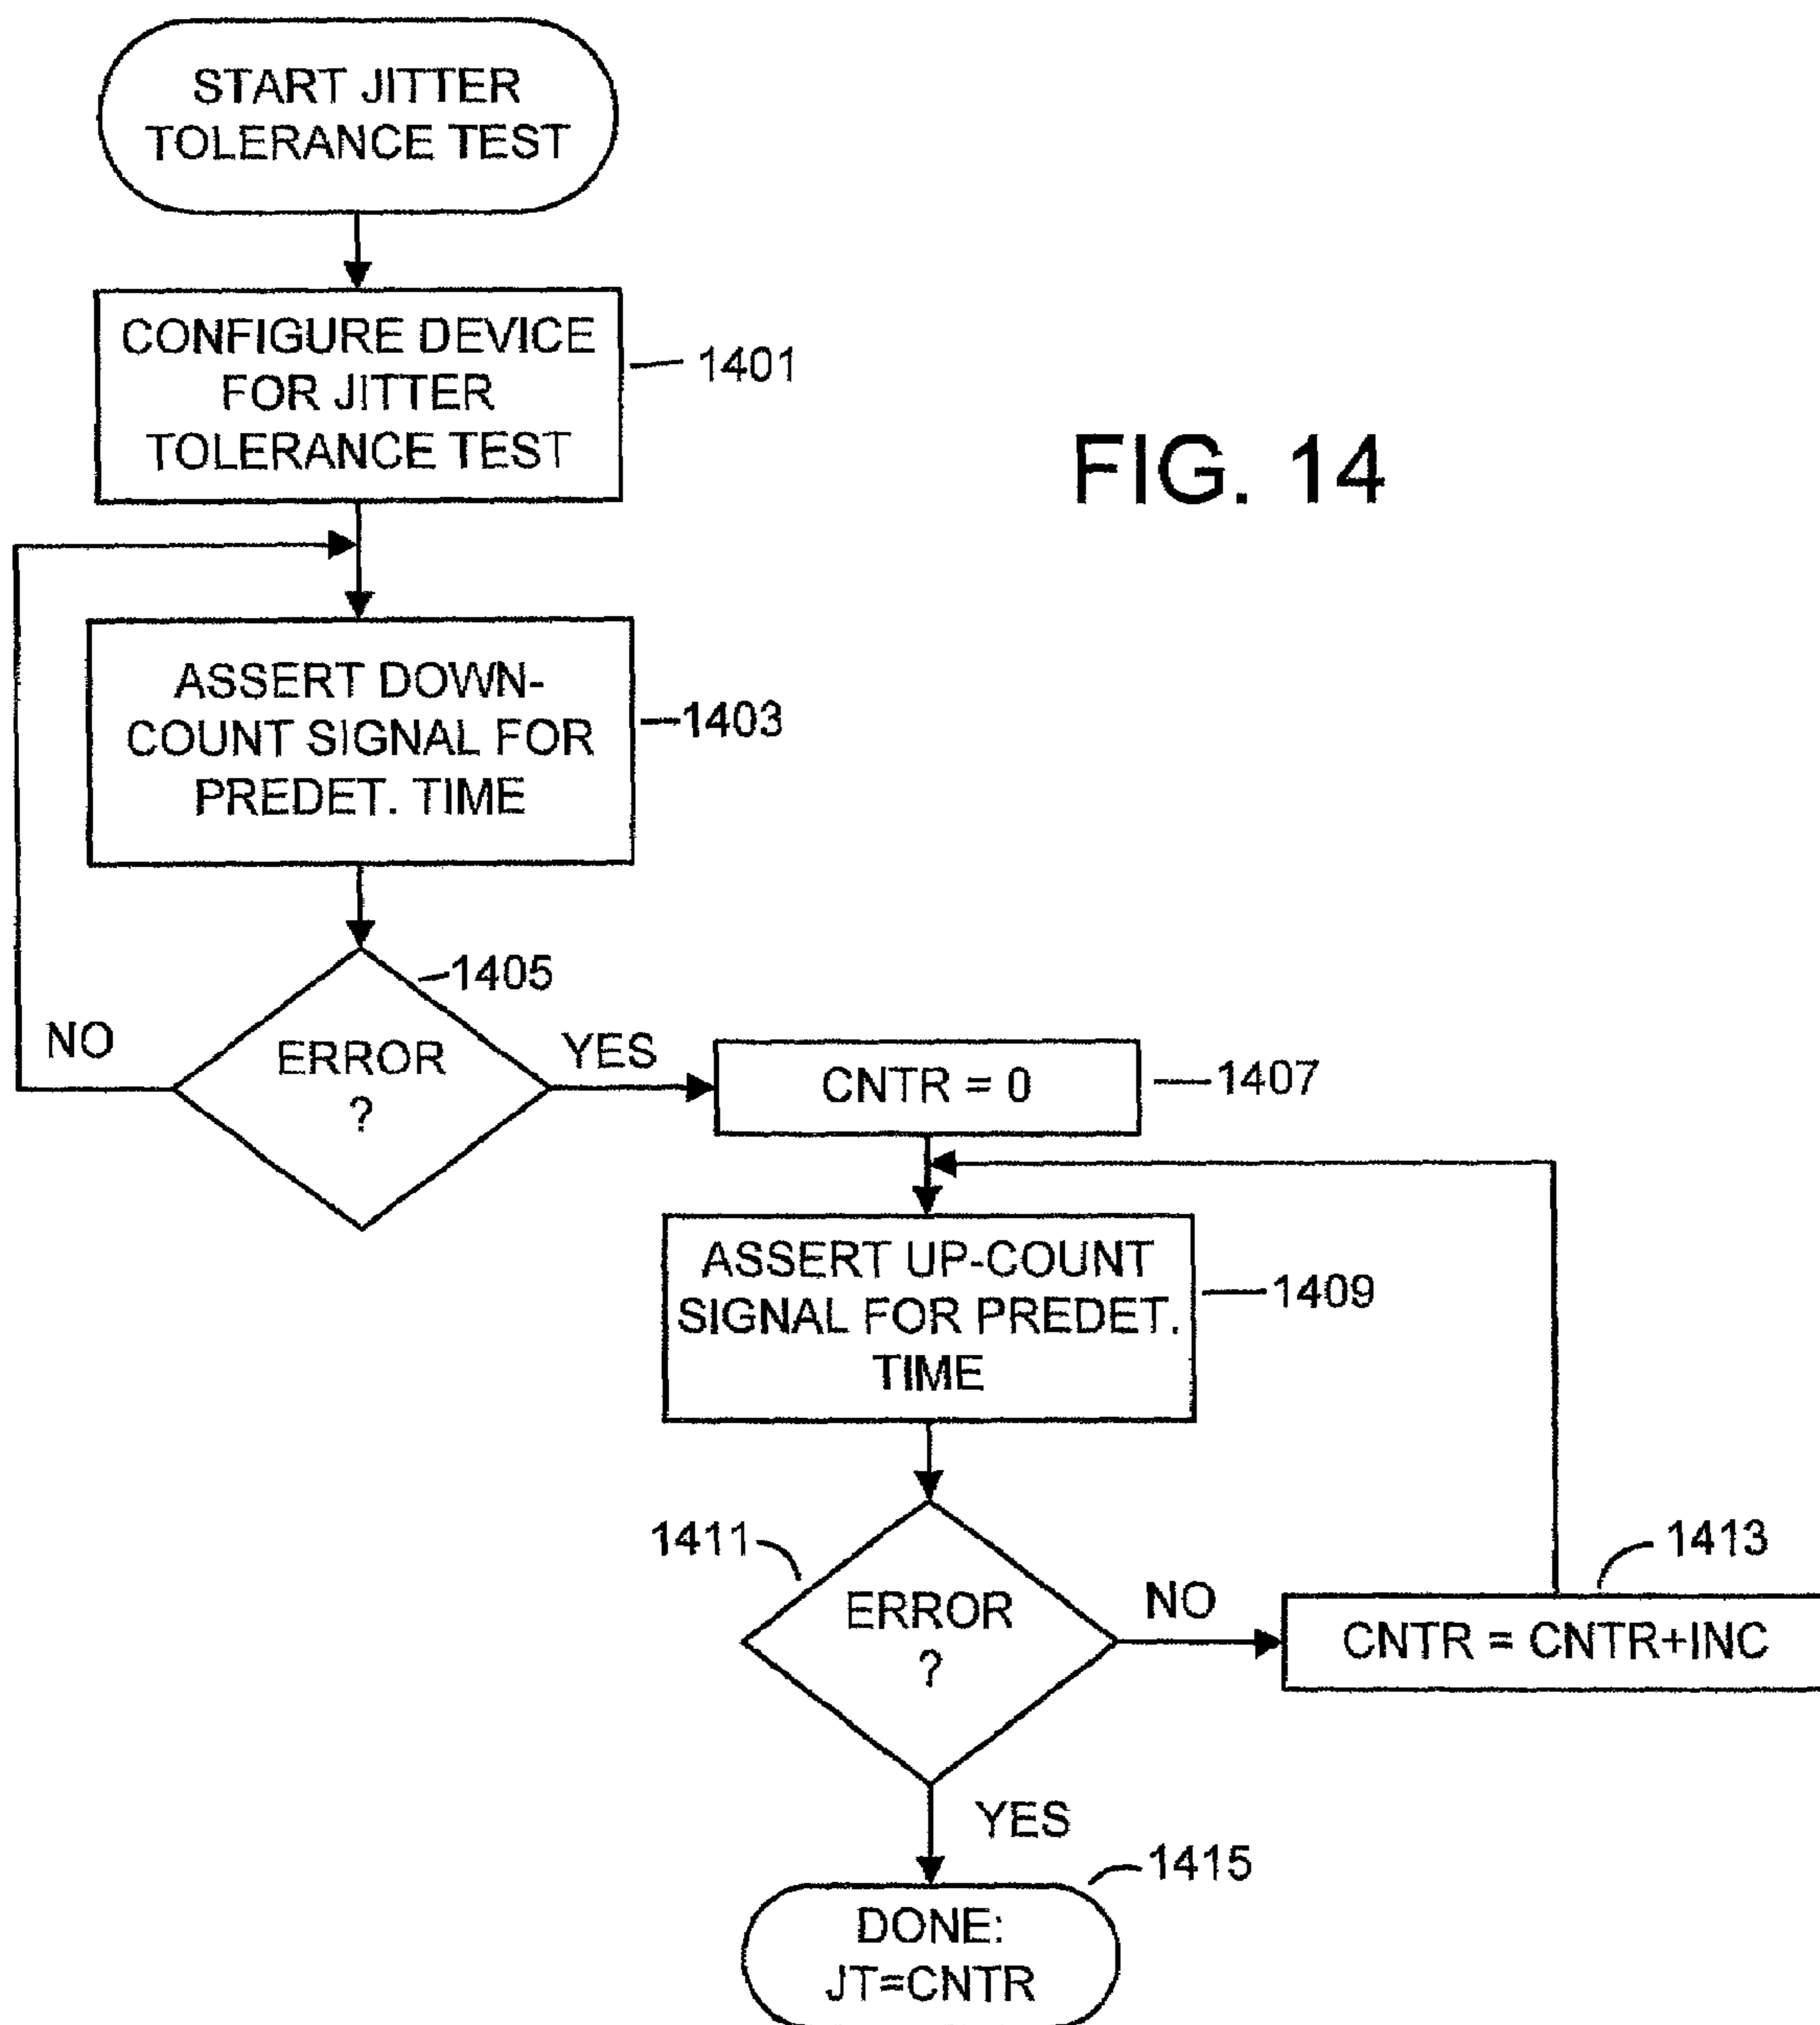 START JITTER
TOLERANCE TEST
CONFIGURE DEVICE
FOR JITTER
TOLERANCE TEST
1401
FIG. 14
ASSERT DOWN-
COUNT SIGNAL FOR
PREDET. TIME
1403
1405
ERROR
?
NO
YES
CNTR = 0
1407
ASSERT UP-COUNT
SIGNAL FOR PREDET.
TIME
1409
1411
ERROR
?
NO
1413
CNTR = CNTR+INC
YES
1415
DONE:
JT=CNTR